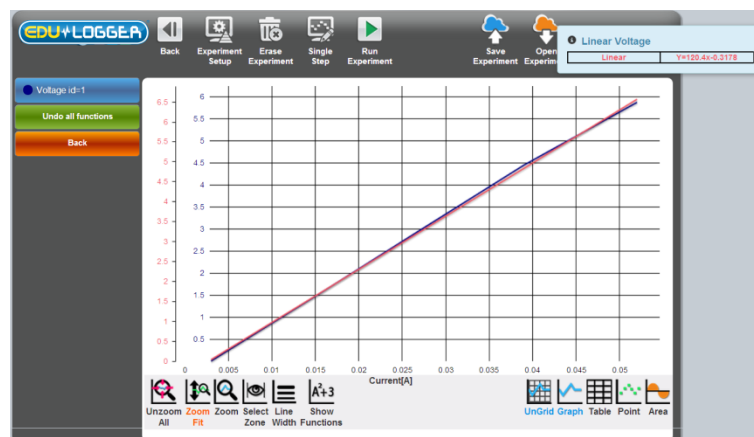 EDU LOGGER
Back
Experiment Setup
Erase Experiment
Single Step
Run Experiment
Save Experiment
Open
Linear Voltage
Linear Y=120.4x-0.3178
Voltage id=1
Undo all functions
Back
6.5
6
5.5
5
4.5
4
3.5
3
2.5
2
1.5
1
0.5
0
6
5.5
5
4.5
4
3.5
3
2.5
2
1.5
1
0.5
0 0.005 0.01 0.015 0.02 0.025 0.03 0.035 0.04 0.045 0.05
Current[A]
A²+3
Unzoom All
Zoom Fit
Zoom
Select Zone
Line Width
Show Functions
UnGrid
Graph
Table
Point
Area